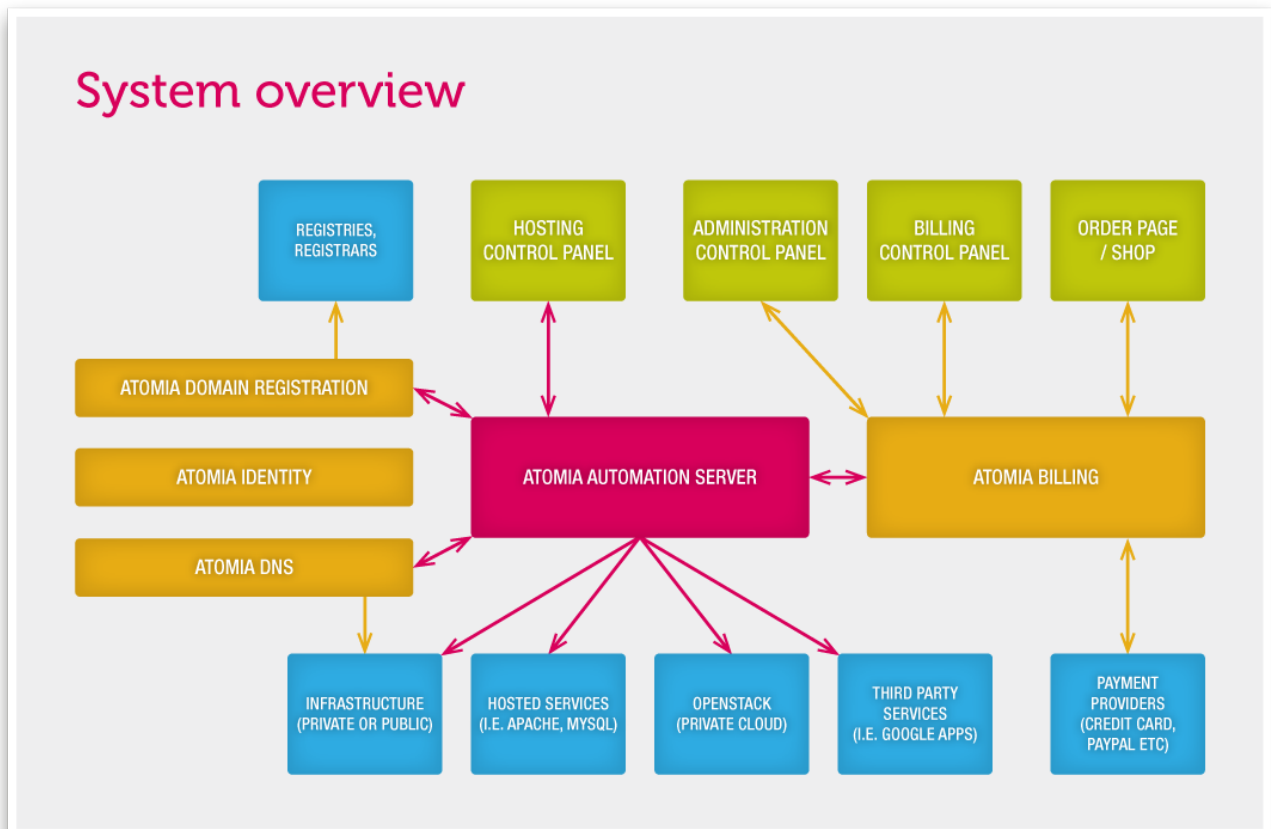 System overview
REGISTRIES,
REGISTRARS
HOSTING
CONTROL PANEL
ADMINISTRATION
CONTROL PANEL
BILLING
CONTROL PANEL
ORDER PAGE
/ SHOP
ATOMIA DOMAIN REGISTRATION
ATOMIA IDENTITY
ATOMIA DNS
ATOMIA AUTOMATION SERVER
ATOMIA BILLING
INFRASTRUCTURE
(PRIVATE OR PUBLIC)
HOSTED SERVICES
(I.E. APACHE, MYSQL)
OPENSTACK
(PRIVATE CLOUD)
THIRD PARTY
SERVICES
(I.E. GOOGLE APPS)
PAYMENT
PROVIDERS
(CREDIT CARD,
PAYPAL ETC)